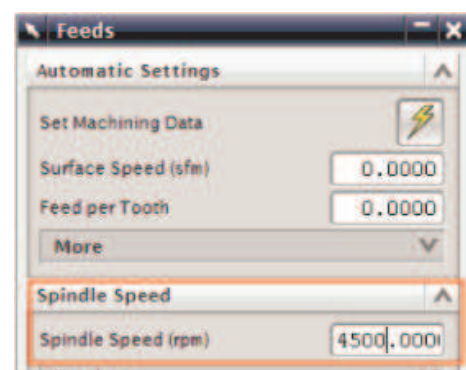 Feeds
Automatic Settings
Set Machining Data
Surface Speed (sfm) 0.0000
Feed per Tooth 0.0000
More
Spindle Speed
Spindle Speed (rpm) 4500.000